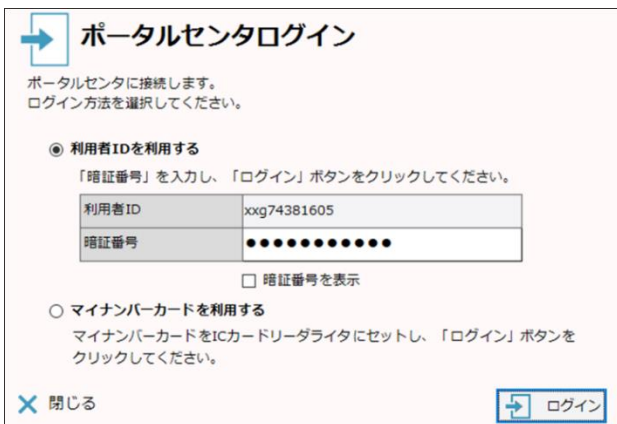 ポータルセンタログイン
ポータルセンタに接続します。
ログイン方法を選択してください。
利用者IDを利用する
「暗証番号」を入力し、「ログイン」ボタンをクリックしてください。
利用者ID xxg74381605
暗証番号 ●●●●●●●●●●●
暗証番号を表示
マイナンバーカードを利用する
マイナンバーカードをICカードリーダライタにセットし、「ログイン」ボタンを
クリックしてください。
閉じる ログイン